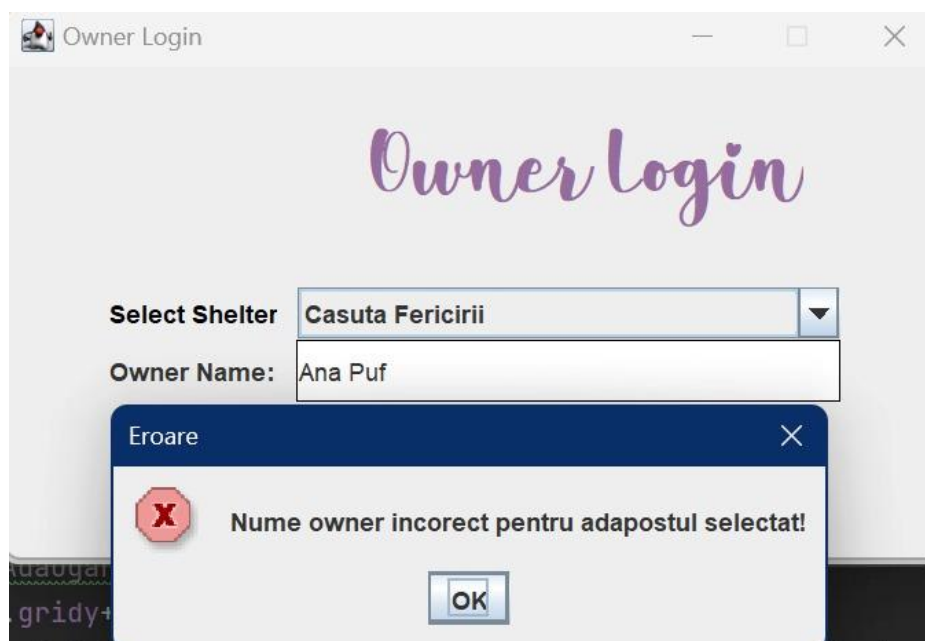 Owner Login
Owner Login
Select Shelter Casuta Fericirii
Owner Name: Ana Puf
Eroare
Nume owner incorect pentru adapostul selectat!
OK
.gridy+